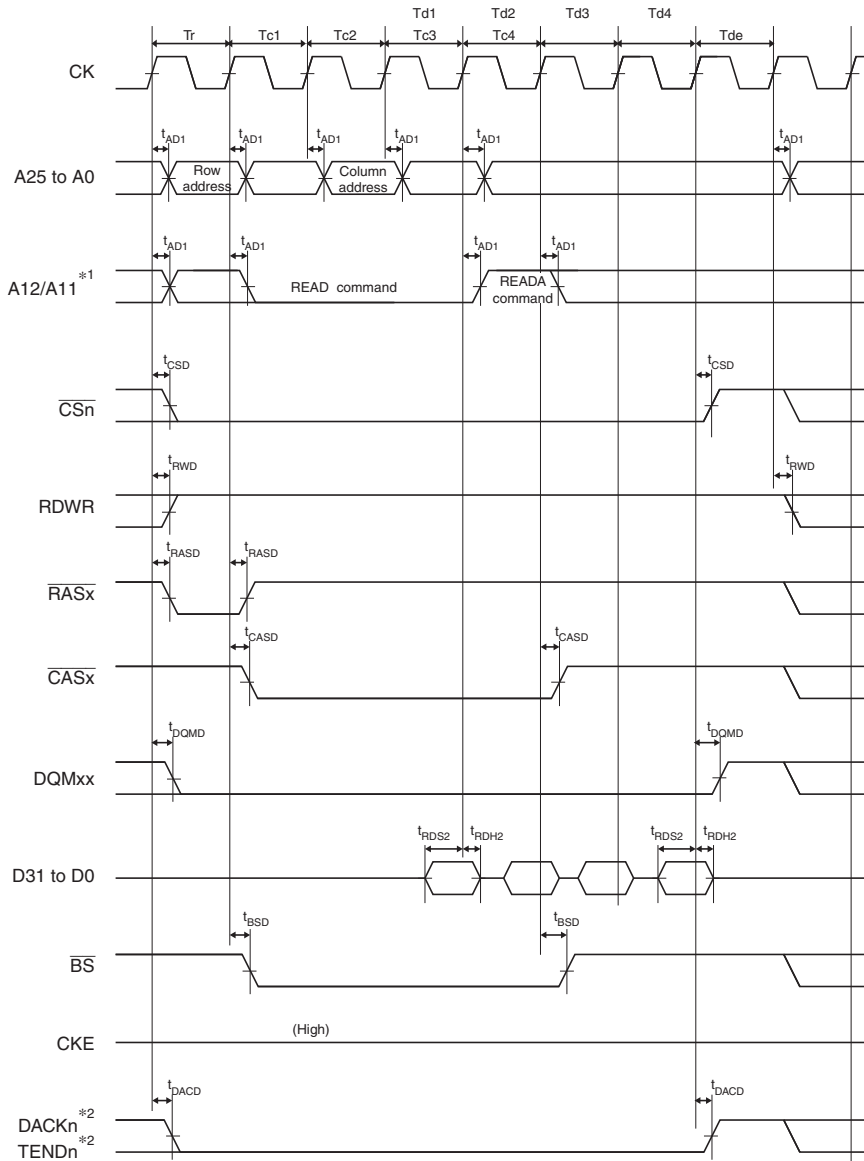 Td1 Td2 Td3 Td4
Tr Tc1 Tc2 Tc3 Tc4 Tde
CK
tAD1 tAD1 tAD1 tAD1 tAD1 tAD1
A25 to A0
Row address
Column address
tAD1 tAD1 tAD1 tAD1
A12/A11*1
READ command
READA command
tCSD tCSD
CSn
tRWD tRWD
RDWR
tRASD tRASD
RASx
tCASD tCASD
CASx
tDQMD tDQMD
DQMxx
tRDS2 tRDH2 tRDS2 tRDH2
D31 to D0
tBSD tBSD
BS
(High)
CKE
tDACD tDACD
DACKn*2
TENDn*2